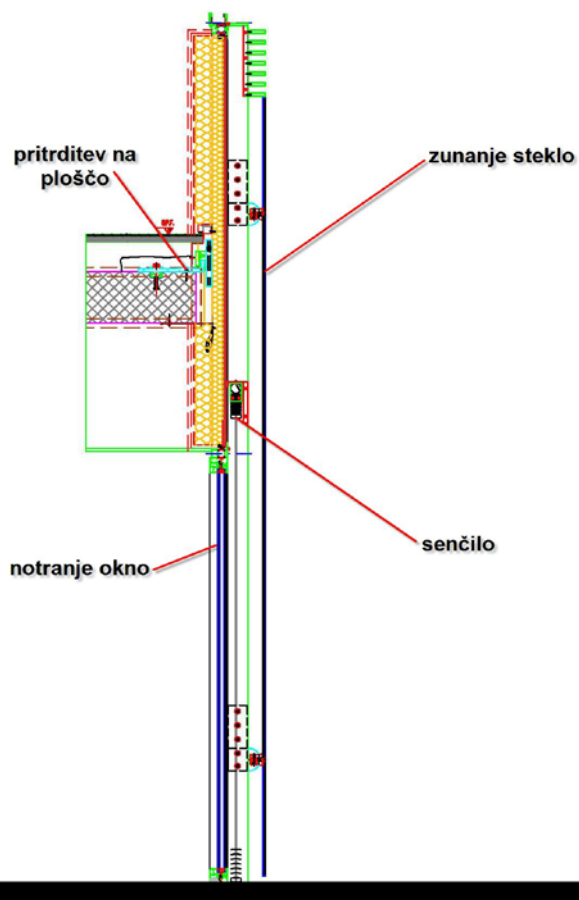 pritrditev na
ploščo
zunanje steklo
senčilo
notranje okno